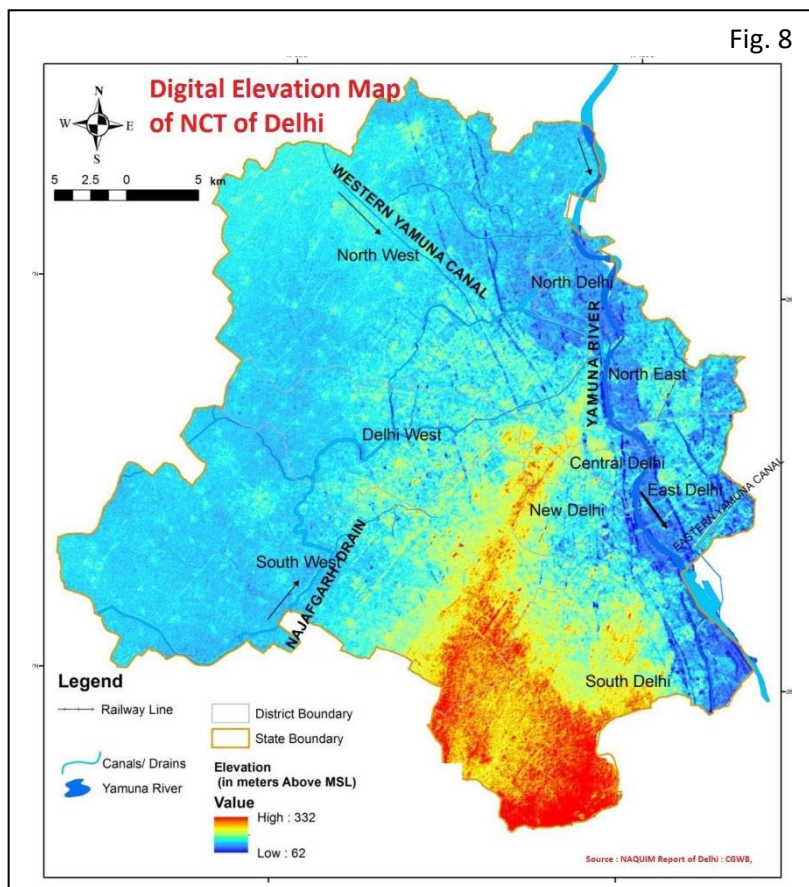 Fig. 8
Digital Elevation Map
of NCT of Delhi
N
W E
S
5 2.5 0 5
km
WESTERN YAMUNA CANAL
North West
North Delhi
YAMUNA RIVER
North East
Delhi West
Central Delhi
East Delhi
New Delhi
EASTERN YAMUNA CANAL
South West
NAJAFGARH DRAIN
South Delhi
Legend
Railway Line
District Boundary
State Boundary
Canals/ Drains
Yamuna River
Elevation
(in meters Above MSL)
Value
High : 332
Low : 62
Source : NAQUIM Report of Delhi : CGWB,